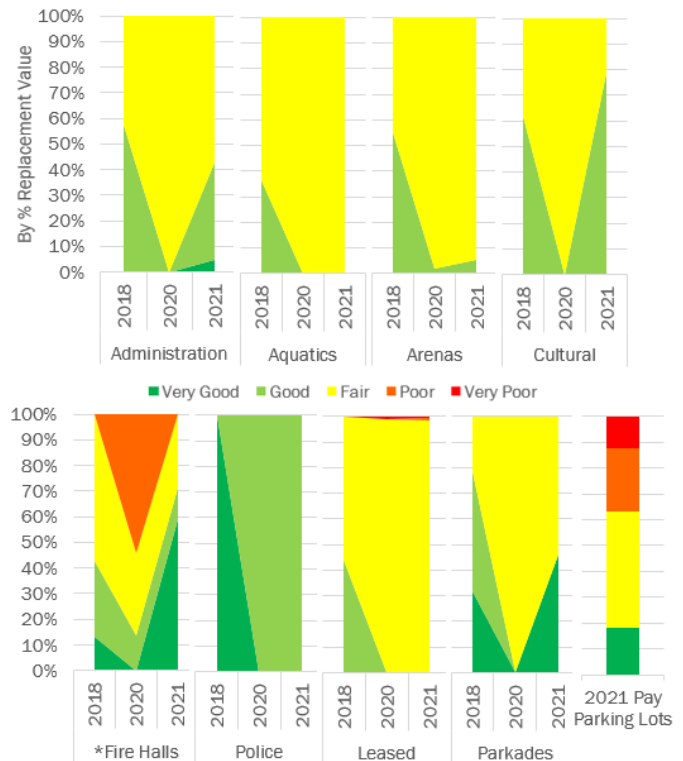 By % Replacement Value
100%
90%
80%
70%
60%
50%
40%
30%
20%
10%
0%
2018 2020 2021 2018 2020 2021 2018 2020 2021 2018 2020 2021
Administration Aquatics Arenas Cultural
Very Good Good Fair Poor Very Poor
100%
90%
80%
70%
60%
50%
40%
30%
20%
10%
0%
2018 2020 2021 2018 2020 2021 2018 2020 2021 2018 2020 2021
2021 Pay
Parking Lots
*Fire Halls Police Leased Parkades